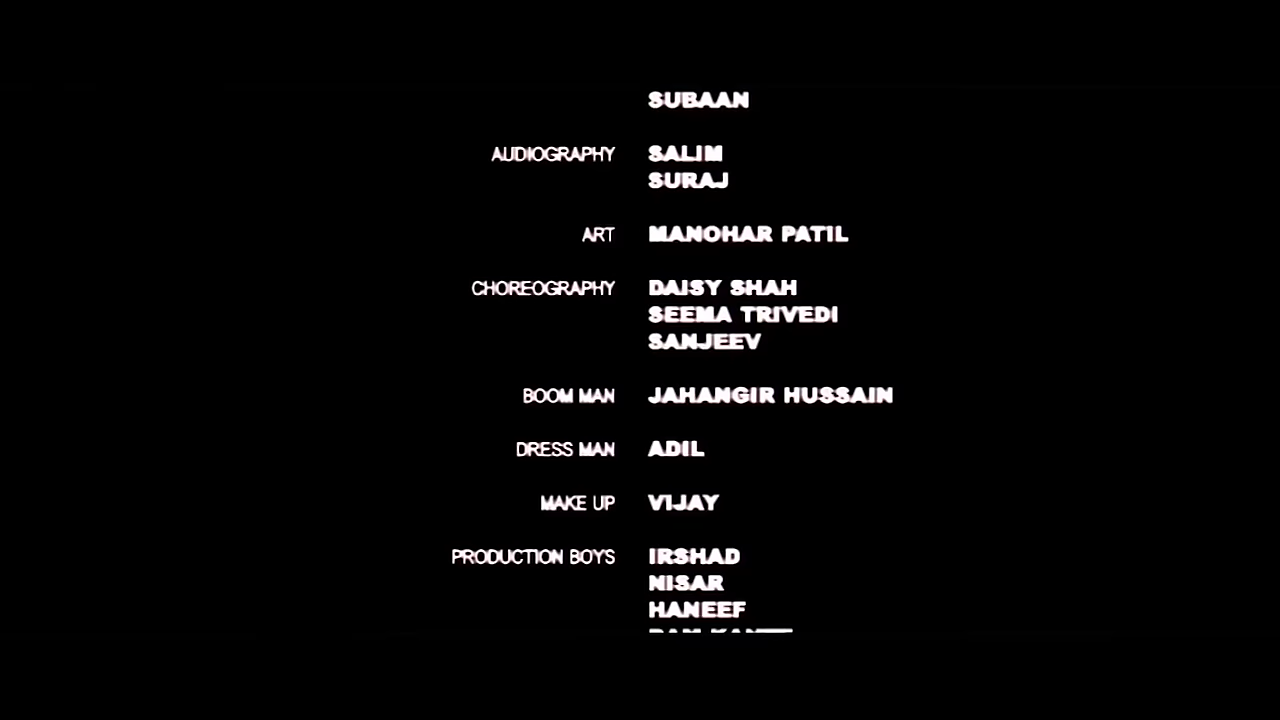 SUBAAN
AUDIOGRAPHY SALIM
SURAJ
ART MANOHAR PATIL
CHOREOGRAPHY DAISY SHAH
SEEMA TRIVEDI
SANJEEV
BOOM MAN JAHANGIR HUSSAIN
DRESS MAN ADIL
MAKE UP VIJAY
PRODUCTION BOYS IRSHAD
NISAR
HANEEF